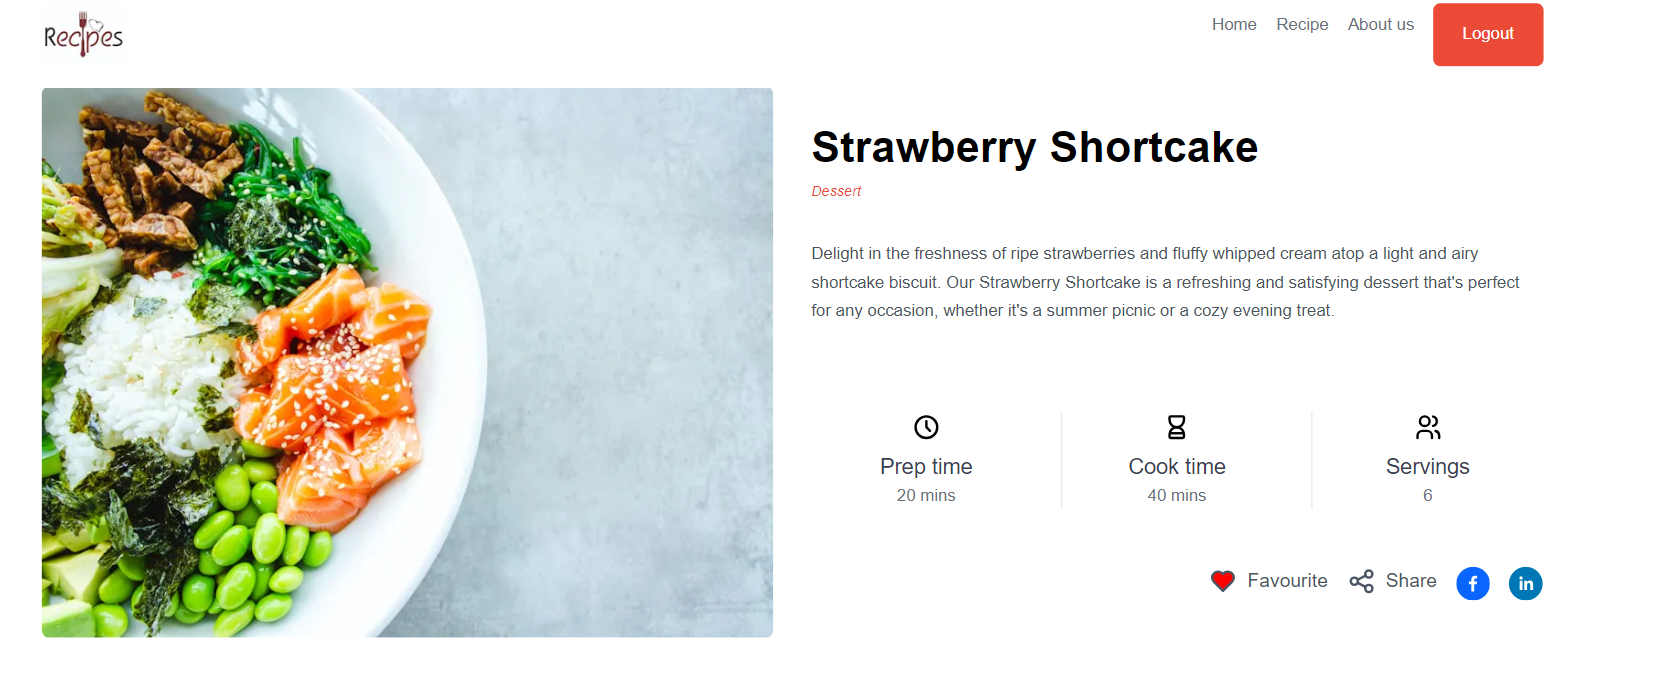 Recipes
Home Recipe About us Logout
Strawberry Shortcake
Dessert
Delight in the freshness of ripe strawberries and fluffy whipped cream atop a light and airy
shortcake biscuit. Our Strawberry Shortcake is a refreshing and satisfying dessert that's perfect
for any occasion, whether it's a summer picnic or a cozy evening treat.
Prep time Cook time Servings
20 mins 40 mins 6
Favourite Share f in